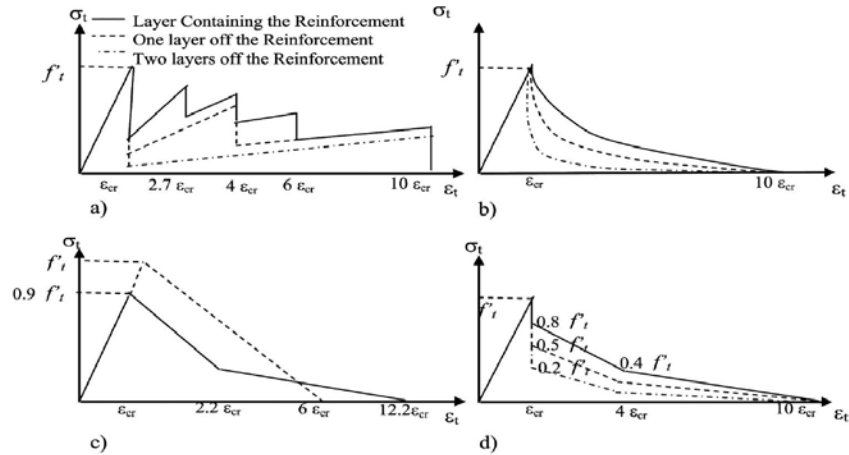 σt
Layer Containing the Reinforcement
One layer off the Reinforcement
Two layers off the Reinforcement
f't
εcr
2.7 εcr
4 εcr
6 εcr
10 εcr
εt
a)
σt
f't
εcr
10 εcr
εt
b)
σt
f't
0.9 f't
εcr
2.2 εcr
6 εcr
12.2εcr
εt
c)
σt
f't
0.8 f't
0.5 f't
0.2 f't
0.4 f't
εcr
4 εcr
10 εcr
εt
d)